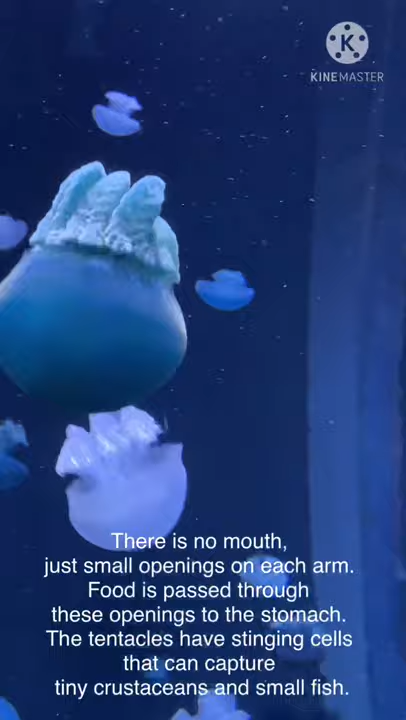 KINEMASTER
There is no mouth,
just small openings on each arm.
Food is passed through
these openings to the stomach.
The tentacles have stinging cells
that can capture
tiny crustaceans and small fish.